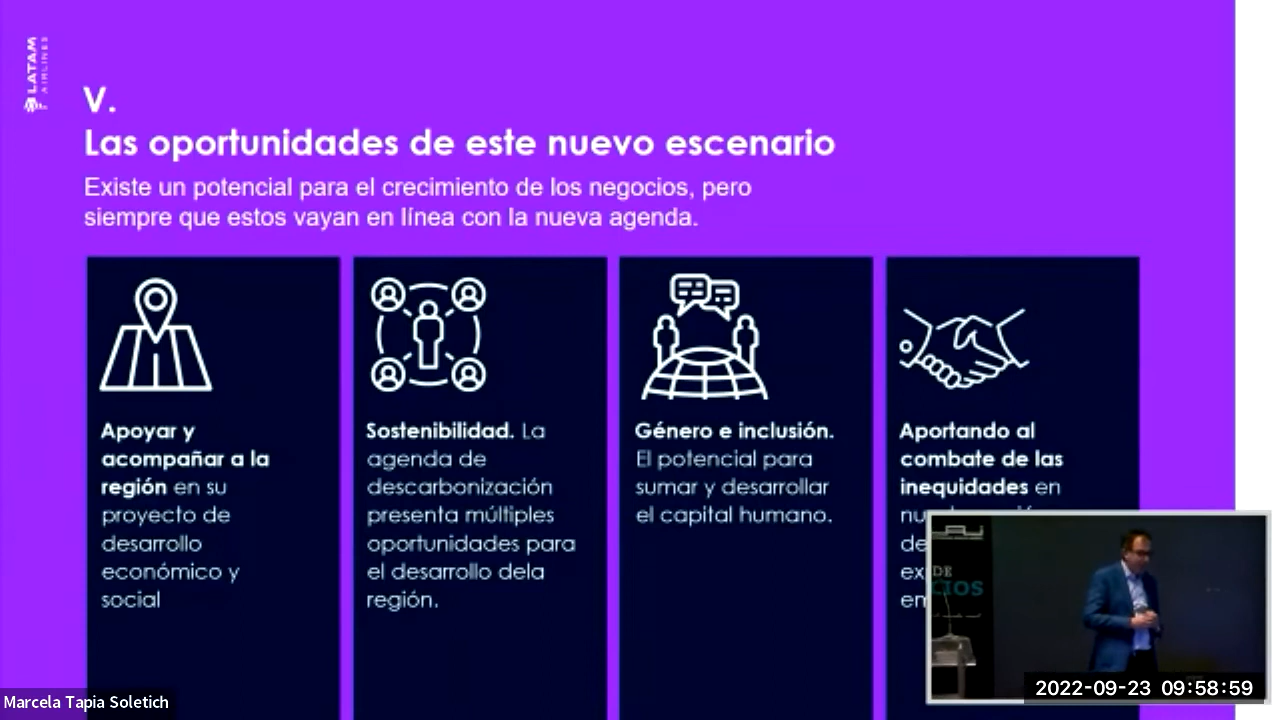 LATAM
AIRLINES
V.
Las oportunidades de este nuevo escenario
Existe un potencial para el crecimiento de los negocios, pero
siempre que estos vayan en línea con la nueva agenda.
Apoyar y
acompañar a la
región en su
proyecto de
desarrollo
económico y
social
Sostenibilidad. La
agenda de
descarbonización
presenta múltiples
oportunidades para
el desarrollo dela
región.
Género e inclusión.
El potencial para
sumar y desarrollar
el capital humano.
Aportando al
combate de las
inequidades en
DE
2022-09-23 09:58:59
Marcela Tapia Soletich